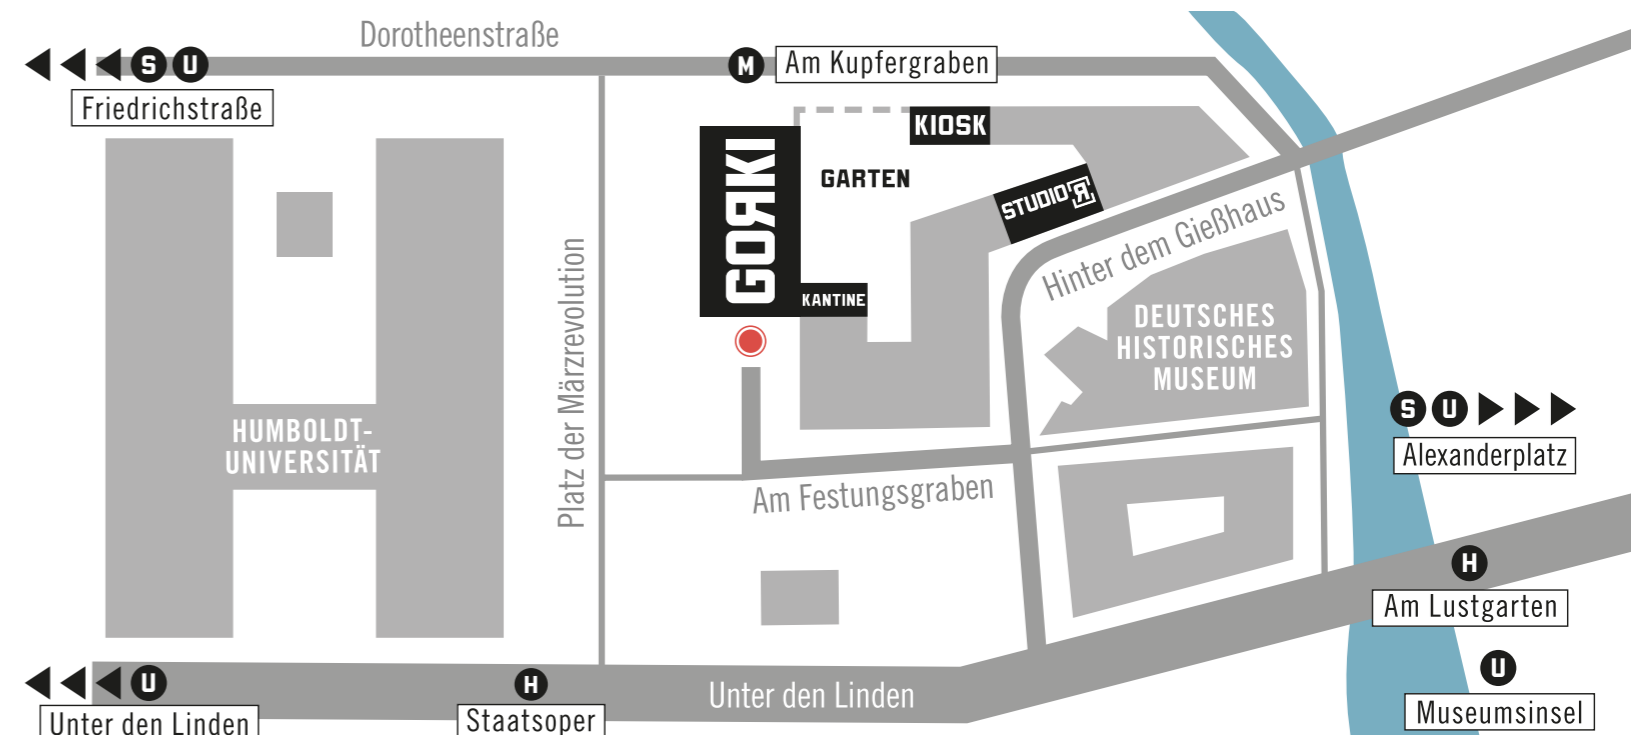 Dorotheenstraße
S U
Friedrichstraße
M Am Kupfergraben
KIOSK
GARTEN
STUDIO Я
GOЯKI
KANTINE
Hinter dem Gießhaus
Platz der Märzrevolution
DEUTSCHES
HISTORISCHES
MUSEUM
HUMBOLDT-
UNIVERSITÄT
S U
Alexanderplatz
Am Festungsgraben
H
Am Lustgarten
U
Museumsinsel
U
Unter den Linden
H
Staatsoper
Unter den Linden